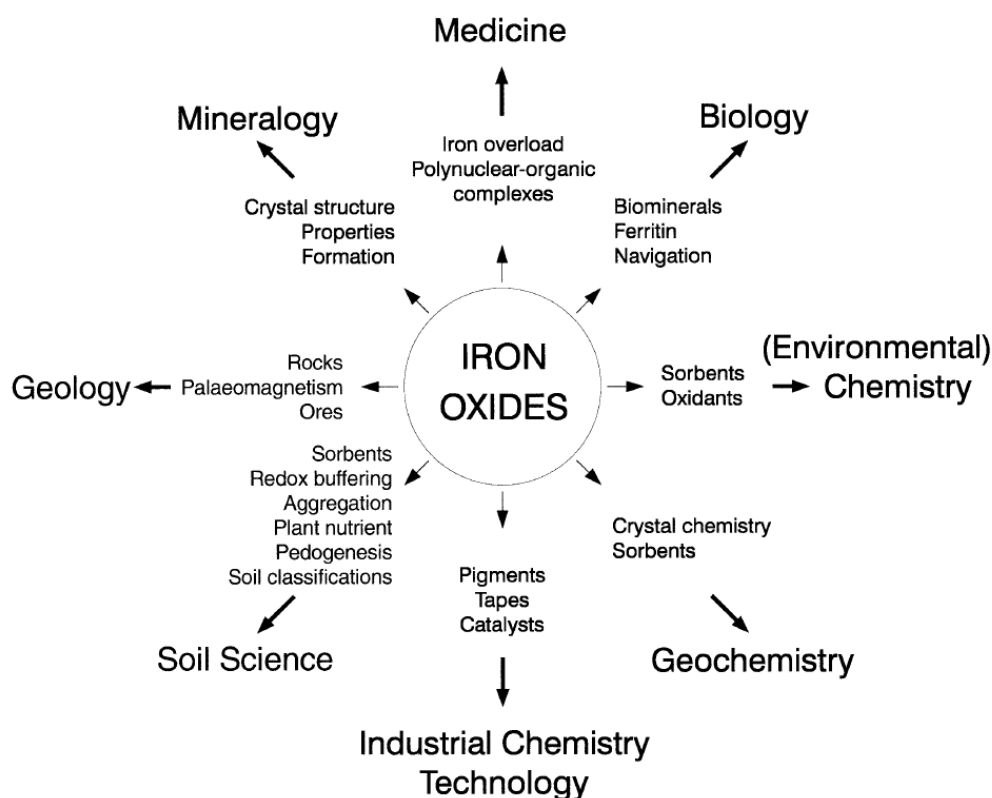 Medicine
Iron overload
Polynuclear-organic
complexes
Mineralogy
Crystal structure
Properties
Formation
Biology
Biominerals
Ferritin
Navigation
IRON
OXIDES
Geology
Rocks
Palaeomagnetism
Ores
(Environmental)
Chemistry
Sorbents
Oxidants
Sorbents
Redox buffering
Aggregation
Plant nutrient
Pedogenesis
Soil classifications
Soil Science
Pigments
Tapes
Catalysts
Industrial Chemistry
Technology
Crystal chemistry
Sorbents
Geochemistry